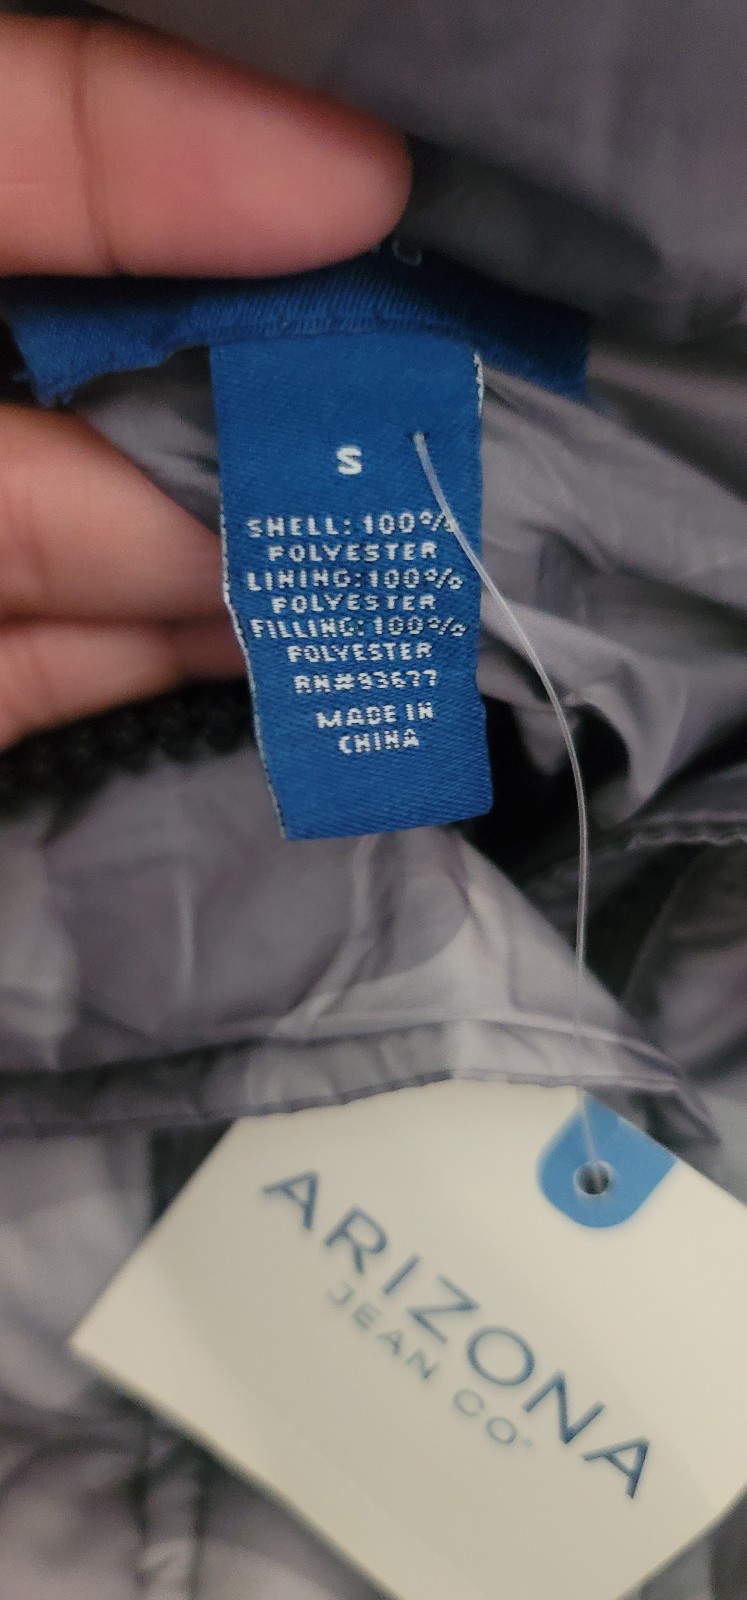 S
SHELL: 100%
POLYESTER
LINING: 100%
POLYESTER
FILLING: 100%
POLYESTER
RN#93677
MADE IN
CHINA
ARIZONA
JEAN CO